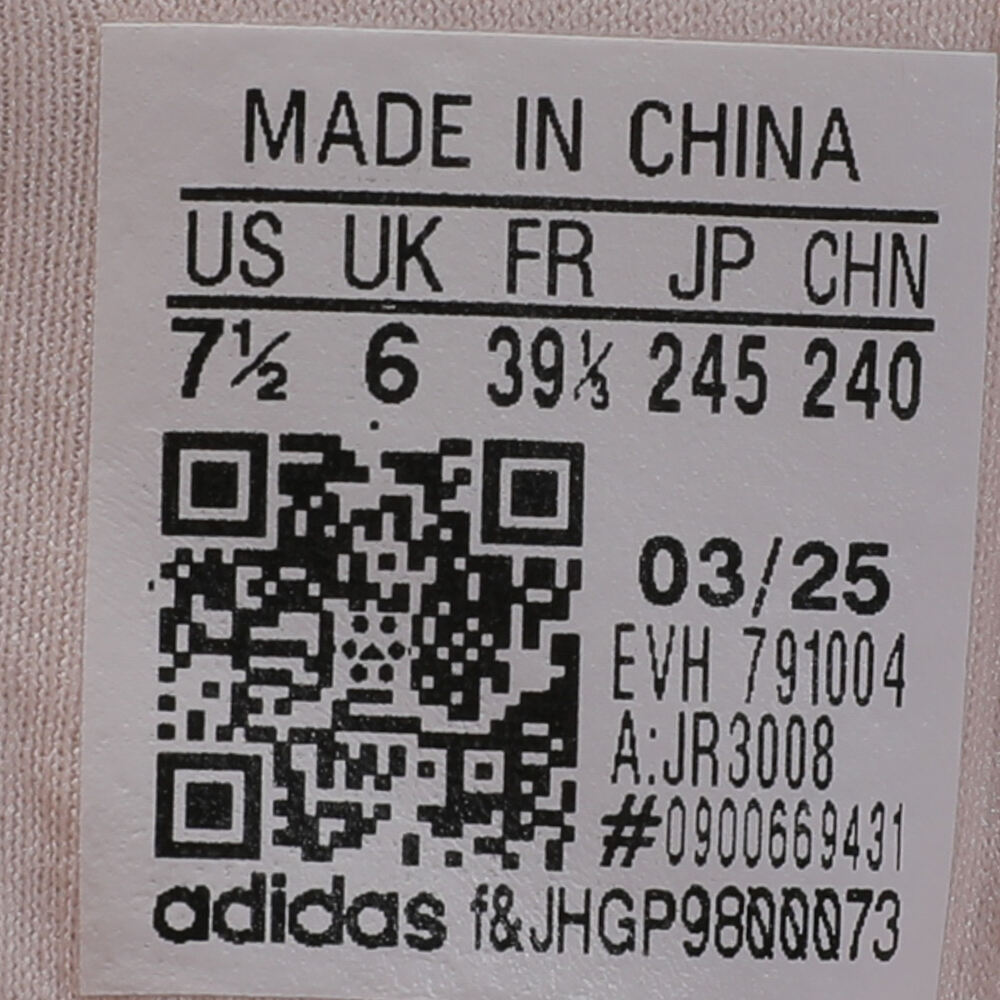 MADE IN CHINA
US UK FR JP CHN
7½ 6 39⅓ 245 240
03/25
EVH 791004
A:JR3008
#0900669431
adidas f&JHGP9800073